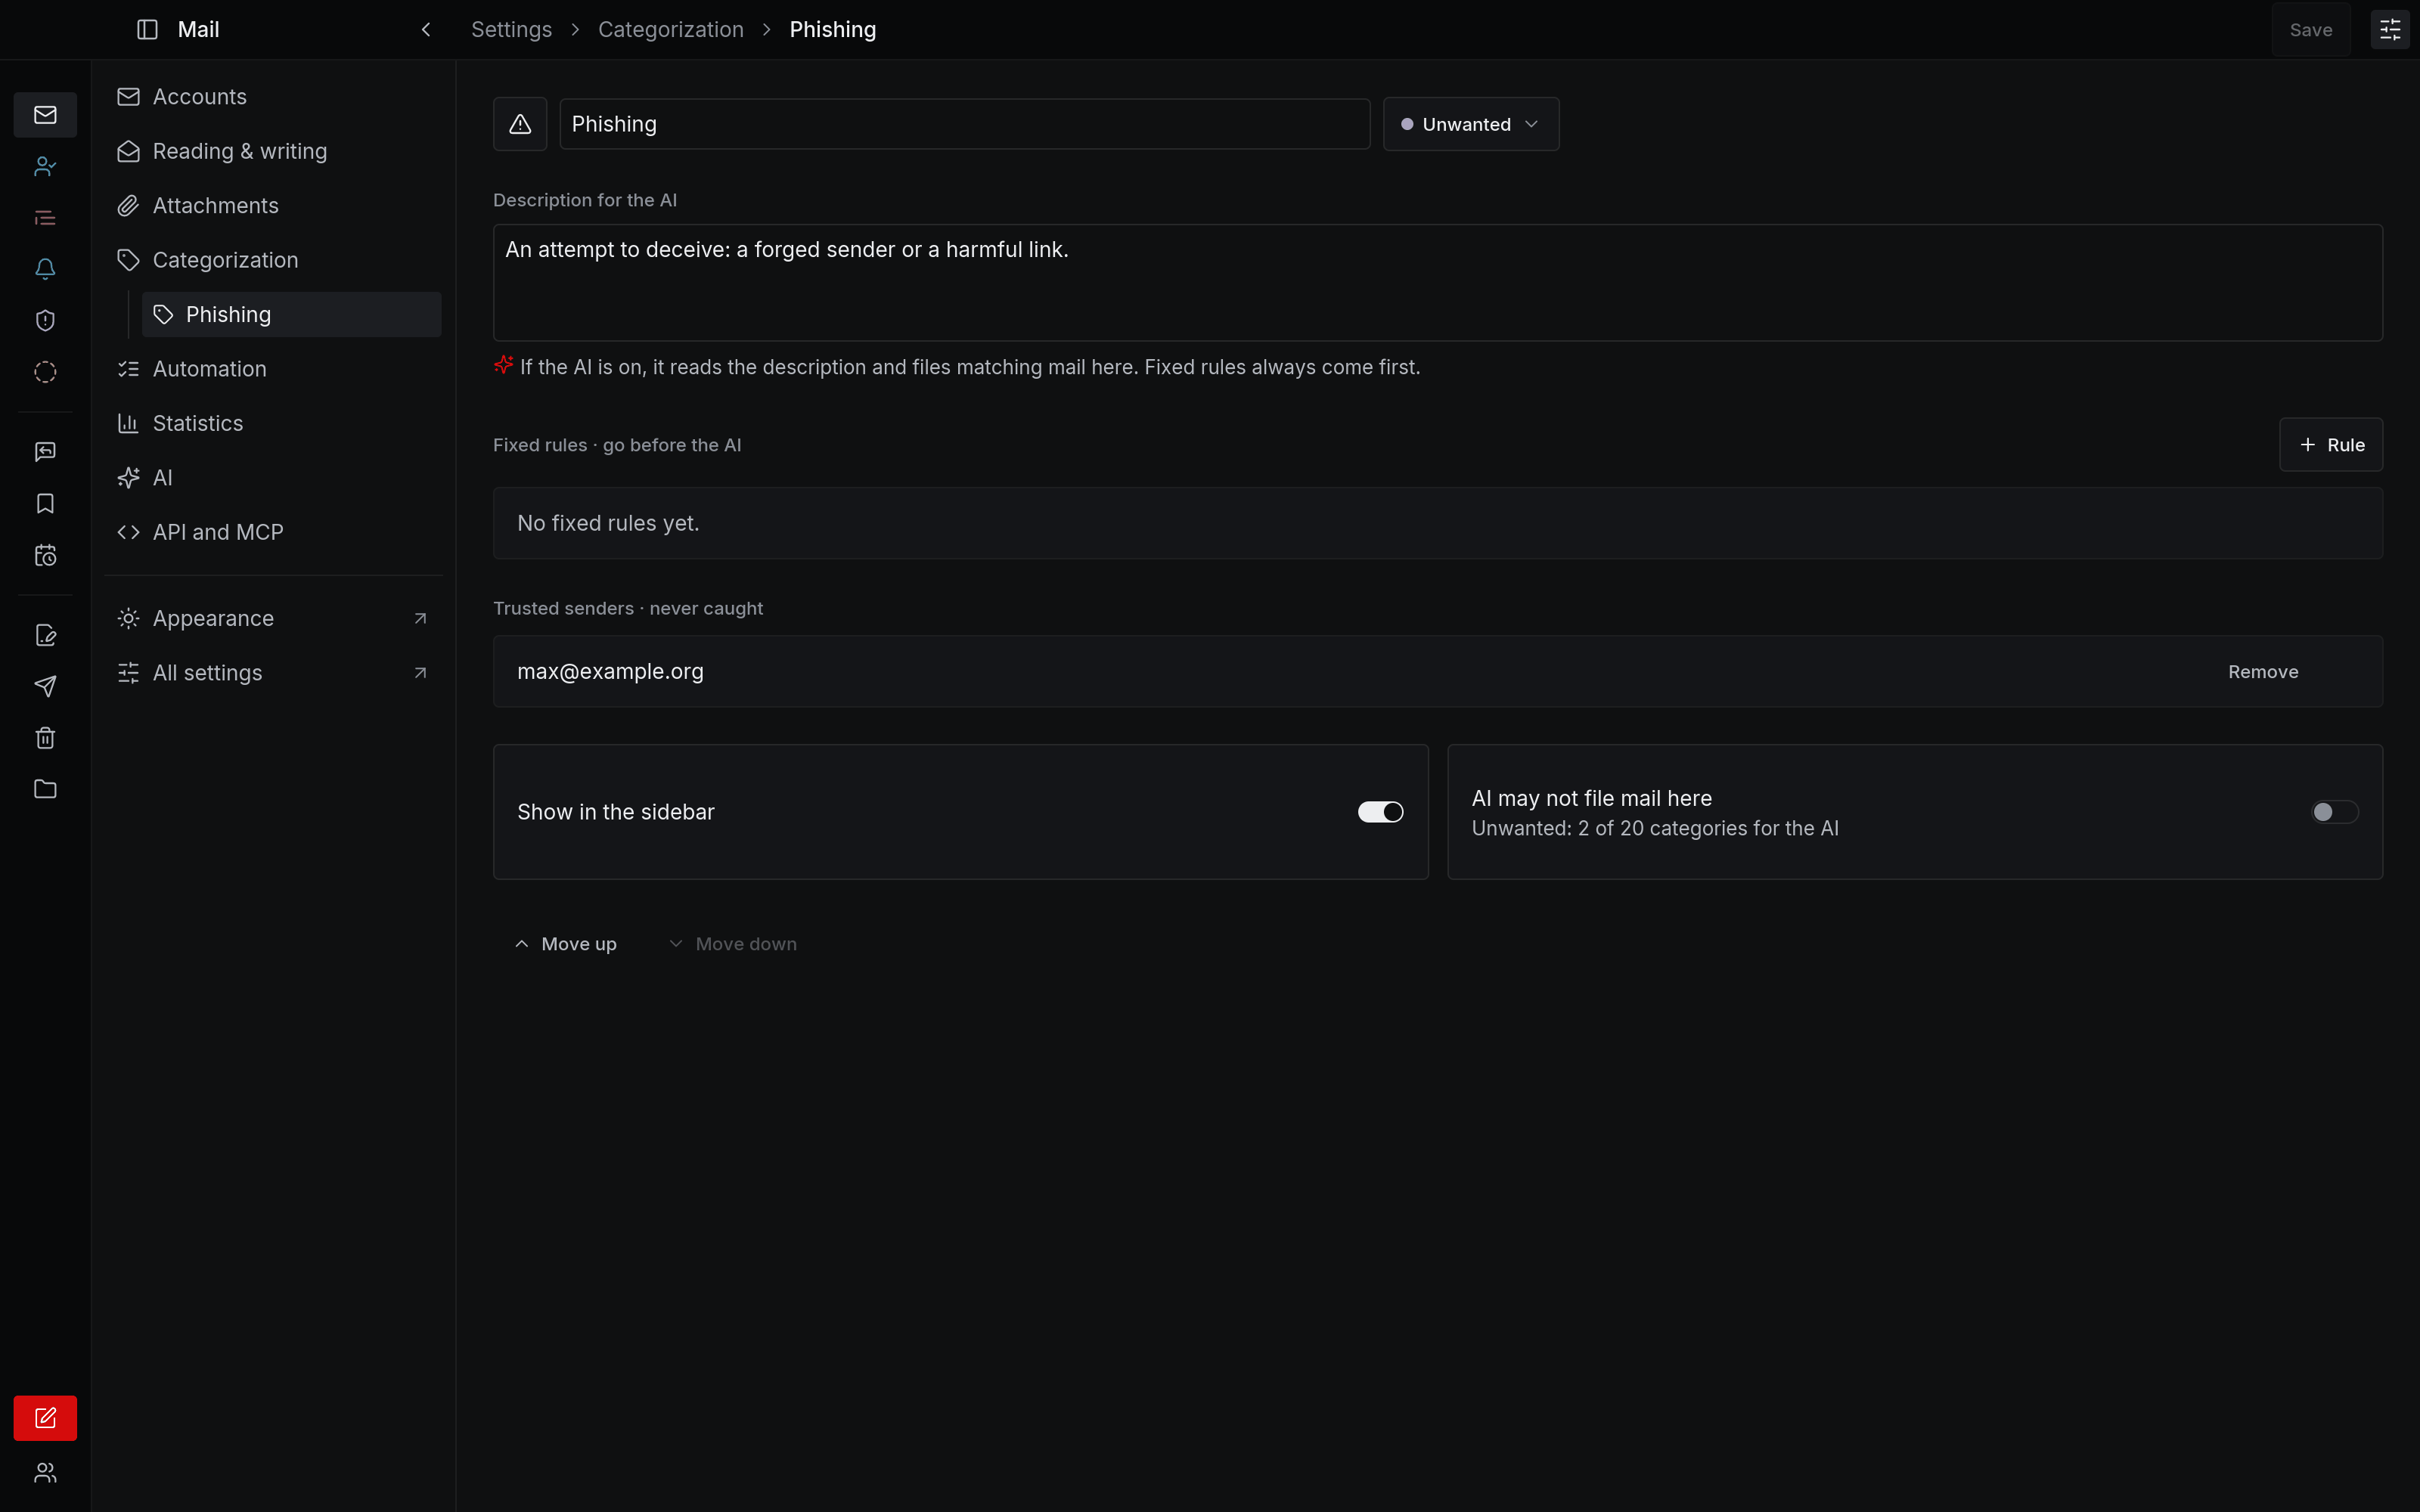 Mail
Settings > Categorization > Phishing
Save
Accounts
Reading & writing
Attachments
Categorization
Phishing
Automation
Statistics
AI
API and MCP
Appearance
All settings
Phishing
Unwanted
Description for the AI
An attempt to deceive: a forged sender or a harmful link.
If the AI is on, it reads the description and files matching mail here. Fixed rules always come first.
Fixed rules · go before the AI
Rule
No fixed rules yet.
Trusted senders · never caught
max@example.org
Remove
Show in the sidebar
AI may not file mail here
Unwanted: 2 of 20 categories for the AI
Move up
Move down